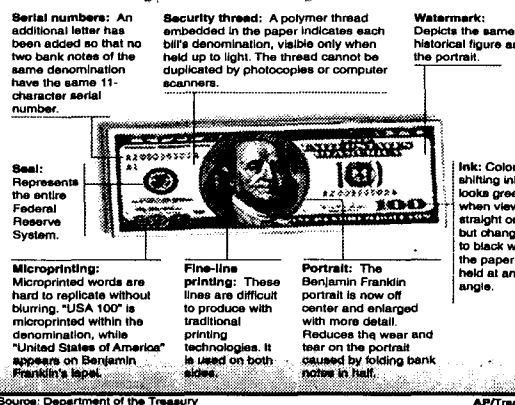 Serial numbers: An
additional letter has
been added so that no
two bank notes of the
same denomination
have the same 11-
character serial
number.
Security thread: A polymer thread
embedded in the paper indicates each
bill's denomination, visible only when
held up to light. The thread cannot be
duplicated by photocopies or computer
scanners.
Watermark:
Depicts the same
historical figure as
the portrait.
Seal:
Represents
the entire
Federal
Reserve
System.
100
Ink: Color
shifting in
looks gree
when view
straight o
but chang
to black w
the paper
held at an
angle.
Microprinting:
Microprinted words are
hard to replicate without
blurring. "USA 100" is
microprinted within the
denomination, while
"United States of America"
appears on Benjamin
Franklin's lapel.
Fine-line
printing: These
lines are difficult
to produce with
traditional
printing
technologies. It
is used on both
sides.
Portrait: The
Benjamin Franklin
portrait is now off
center and enlarged
with more detail.
Reduces the wear and
tear on the portrait
caused by folding bank
notes in half.
Source: Department of the Treasury
AP/Trac